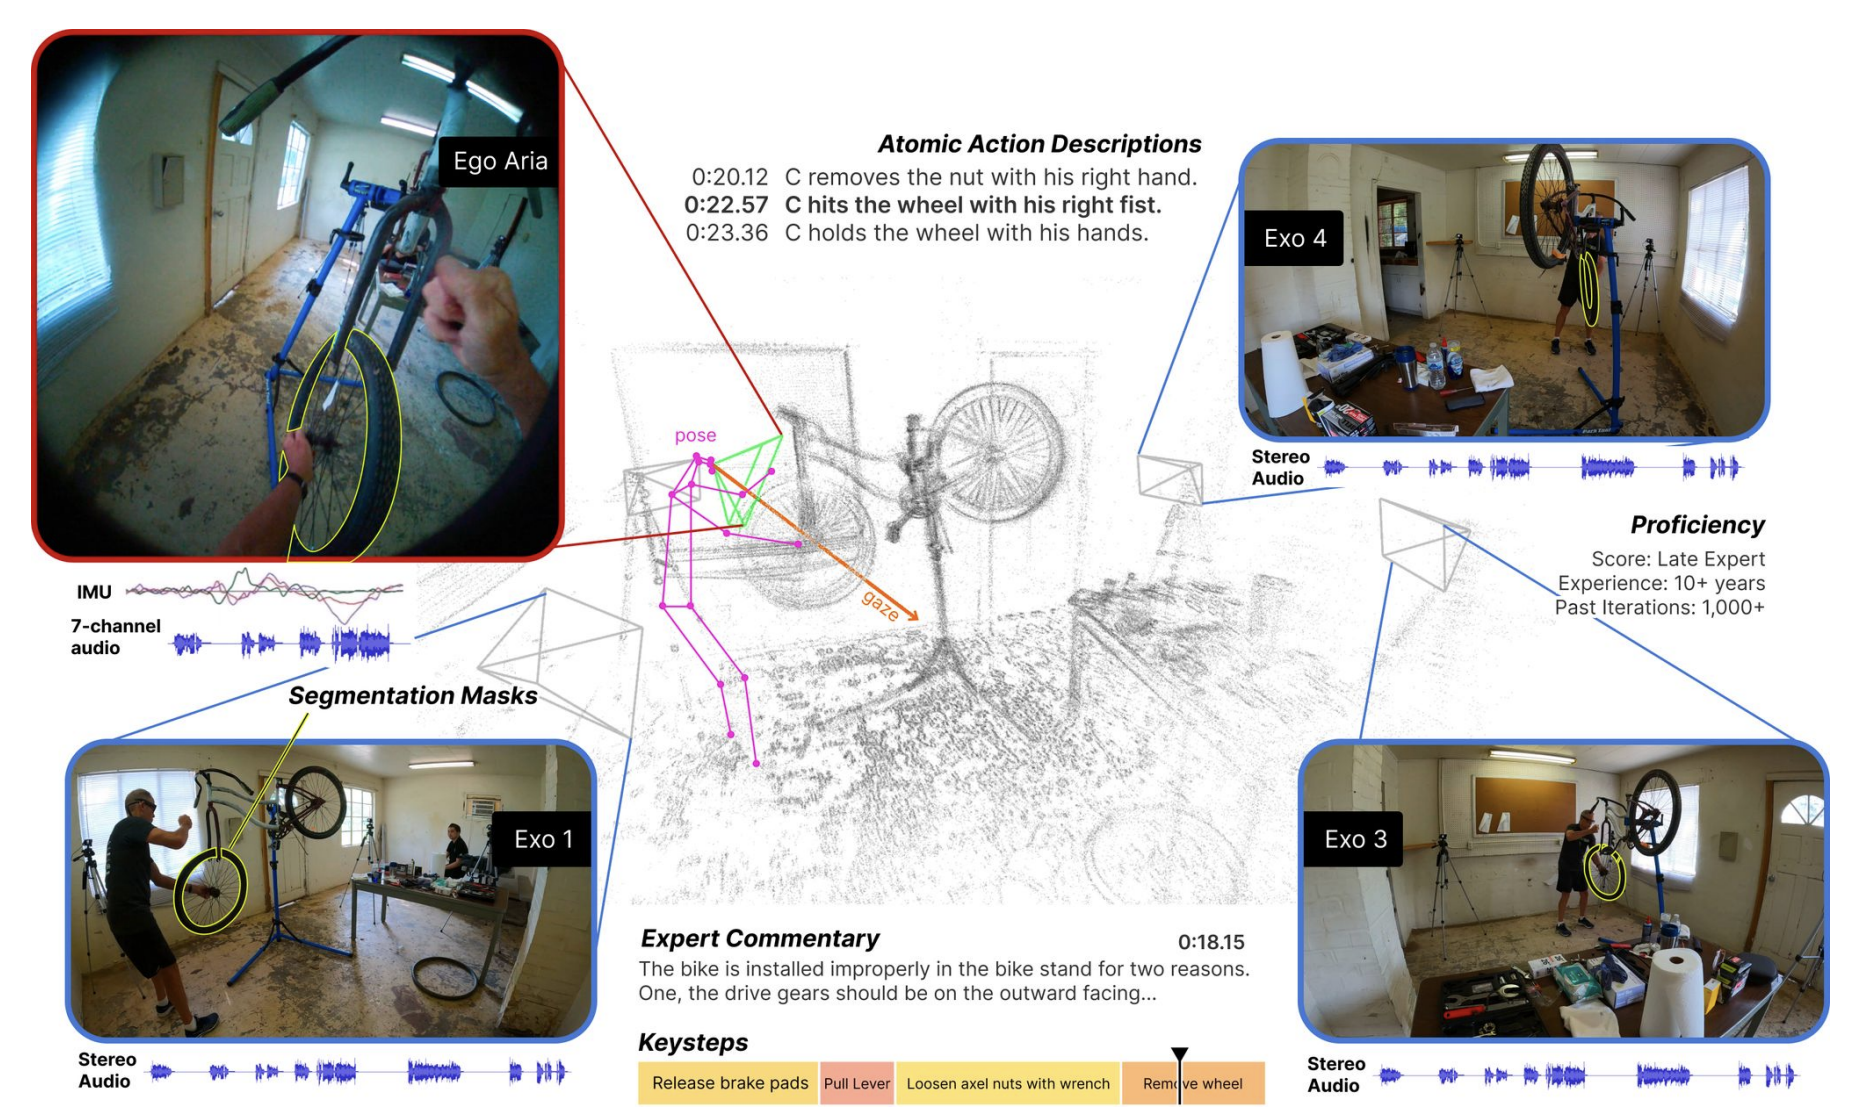 Ego Aria
Atomic Action Descriptions
0:20.12 C removes the nut with his right hand.
0:22.57 C hits the wheel with his right fist.
0:23.36 C holds the wheel with his hands.
Exo 4
pose
Stereo
Audio
Proficiency
Score: Late Expert
Experience: 10+ years
Past Iterations: 1,000+
gaze
IMU
7-channel
audio
Segmentation Masks
Exo 1
Exo 3
Expert Commentary 0:18.15
The bike is installed improperly in the bike stand for two reasons.
One, the drive gears should be on the outward facing...
Keysteps
Release brake pads Pull Lever Loosen axel nuts with wrench Remove wheel
Stereo
Audio
Stereo
Audio